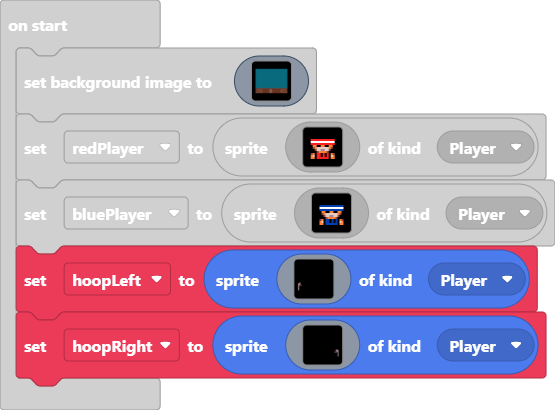 on start
set background image to
set redPlayer to sprite of kind Player
set bluePlayer to sprite of kind Player
set hoopLeft to sprite of kind Player
set hoopRight to sprite of kind Player